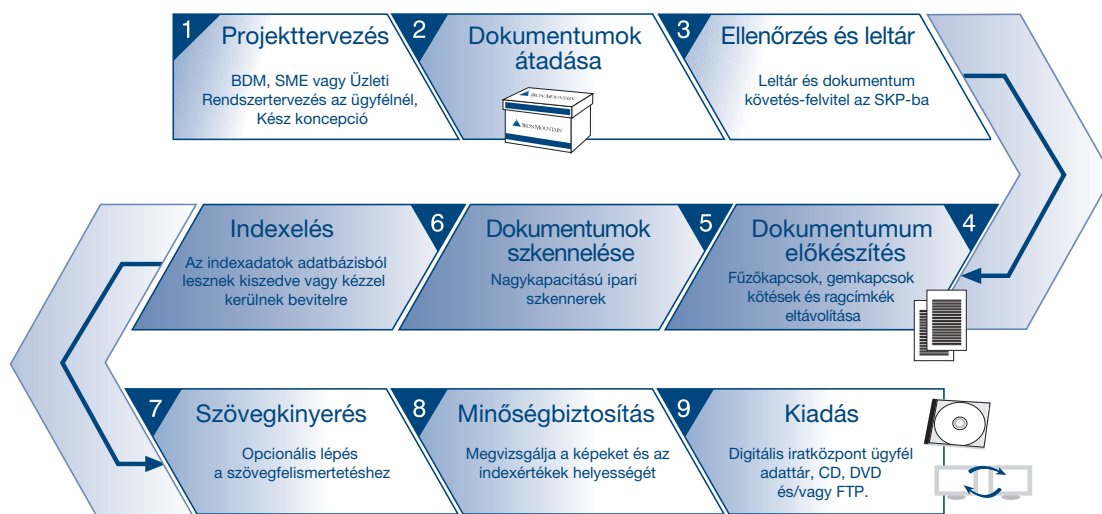 1
Projekttervezés
BDM, SME vagy Üzleti
Rendszertervezés az ügyfélnél,
Kész koncepció
2
Dokumentumok
átadása
IRON MOUNTAIN
IRON MOUNTAIN
3
Ellenőrzés és leltár
Leltár és dokumentum
követés-felvitel az SKP-ba
4
Dokumentumum
előkészítés
Fűzőkapcsok, gemkapcsok
kötések és ragcímkék
eltávolítása
5
Dokumentumok
szkennelése
Nagykapacitású ipari
szkennerek
6
Indexelés
Az indexadatok adatbázisból
lesznek kiszedve vagy kézzel
kerülnek bevitelre
7
Szövegkinyerés
Opcionális lépés
a szövegfelismertetéshez
8
Minőségbiztosítás
Megvizsgálja a képeket és az
indexértékek helyességét
9
Kiadás
Digitális iratközpont ügyfél
adattár, CD, DVD
és/vagy FTP.